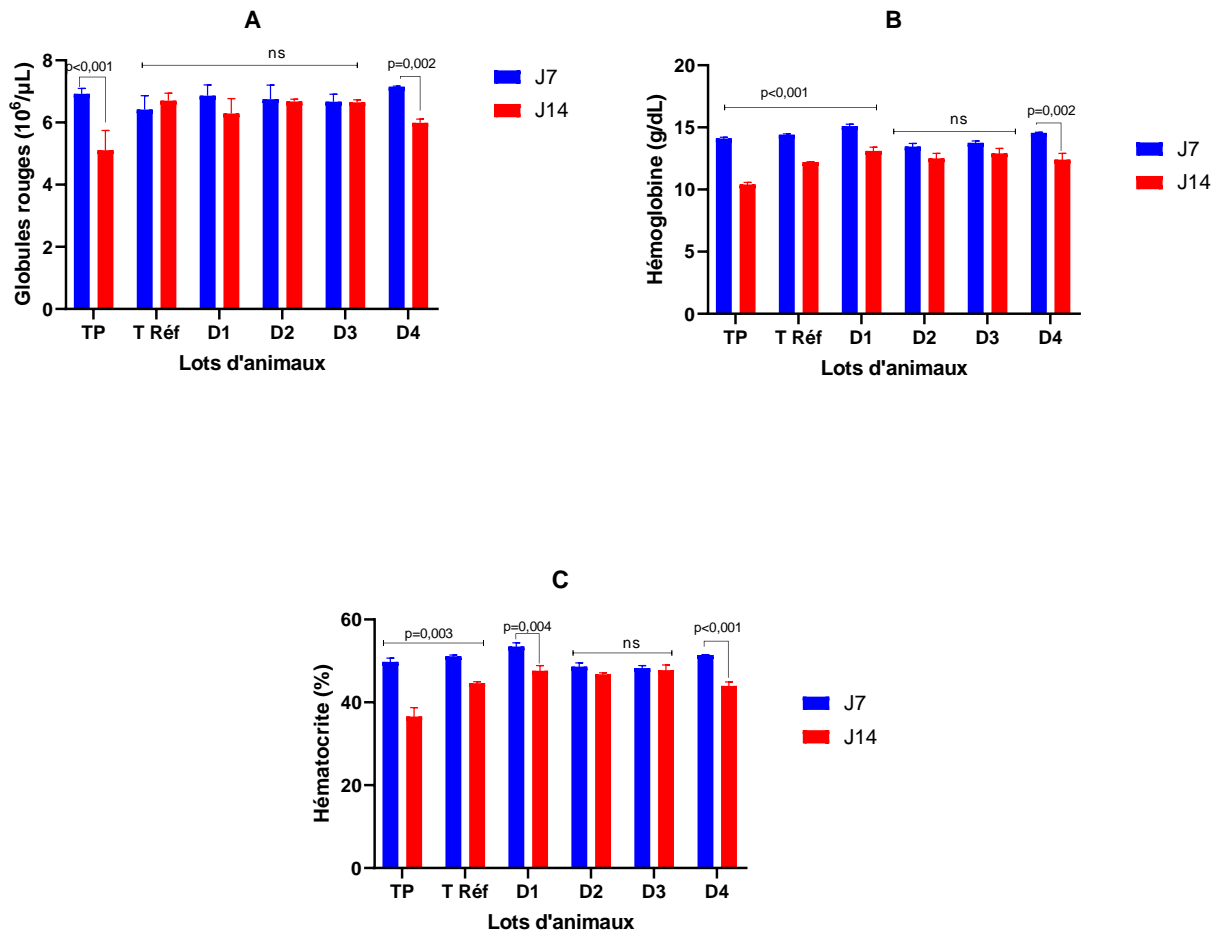 A
Globules rouges (10⁶/µL)
8
6
4
2
0
p<0,001
ns
p=0,002
J7
J14
TP T Réf D1 D2 D3 D4
Lots d'animaux
B
Hémoglobine (g/dL)
20
15
10
5
0
p<0,001
ns
p=0,002
J7
J14
TP T Réf D1 D2 D3 D4
Lots d'animaux
C
Hématocrite (%)
60
40
20
0
p=0,003
p=0,004
ns
p<0,001
J7
J14
TP T Réf D1 D2 D3 D4
Lots d'animaux